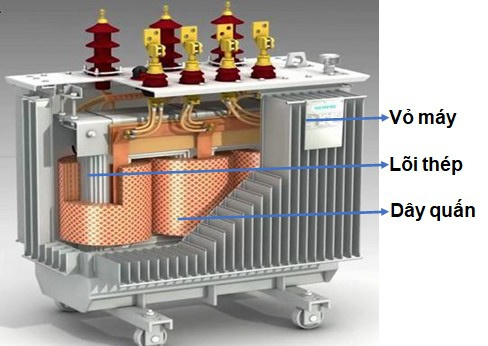 Vỏ máy
Lõi thép
Dây quấn